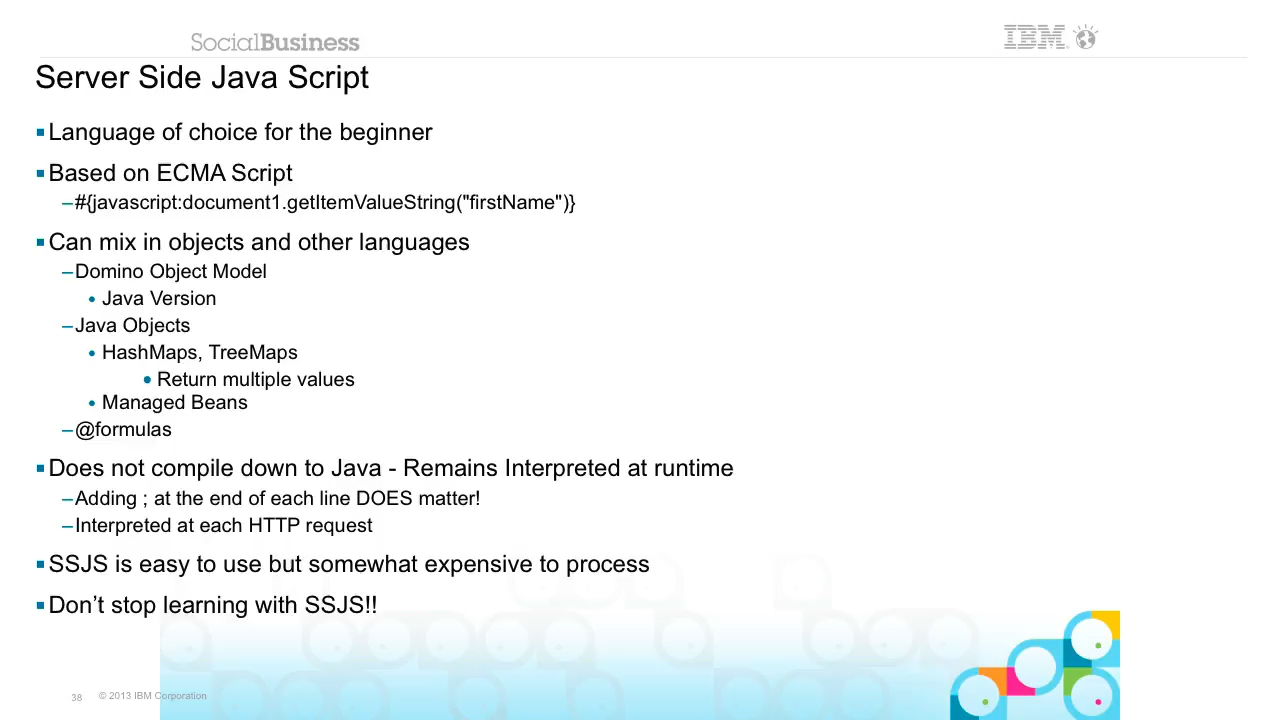 SocialBusiness
IBM
Server Side Java Script
Language of choice for the beginner
Based on ECMA Script
–#{javascript:document1.getItemValueString("firstName")}
Can mix in objects and other languages
–Domino Object Model
• Java Version
–Java Objects
• HashMaps, TreeMaps
• Return multiple values
• Managed Beans
–@formulas
Does not compile down to Java - Remains Interpreted at runtime
–Adding ; at the end of each line DOES matter!
–Interpreted at each HTTP request
SSJS is easy to use but somewhat expensive to process
Don’t stop learning with SSJS!!
38 © 2013 IBM Corporation